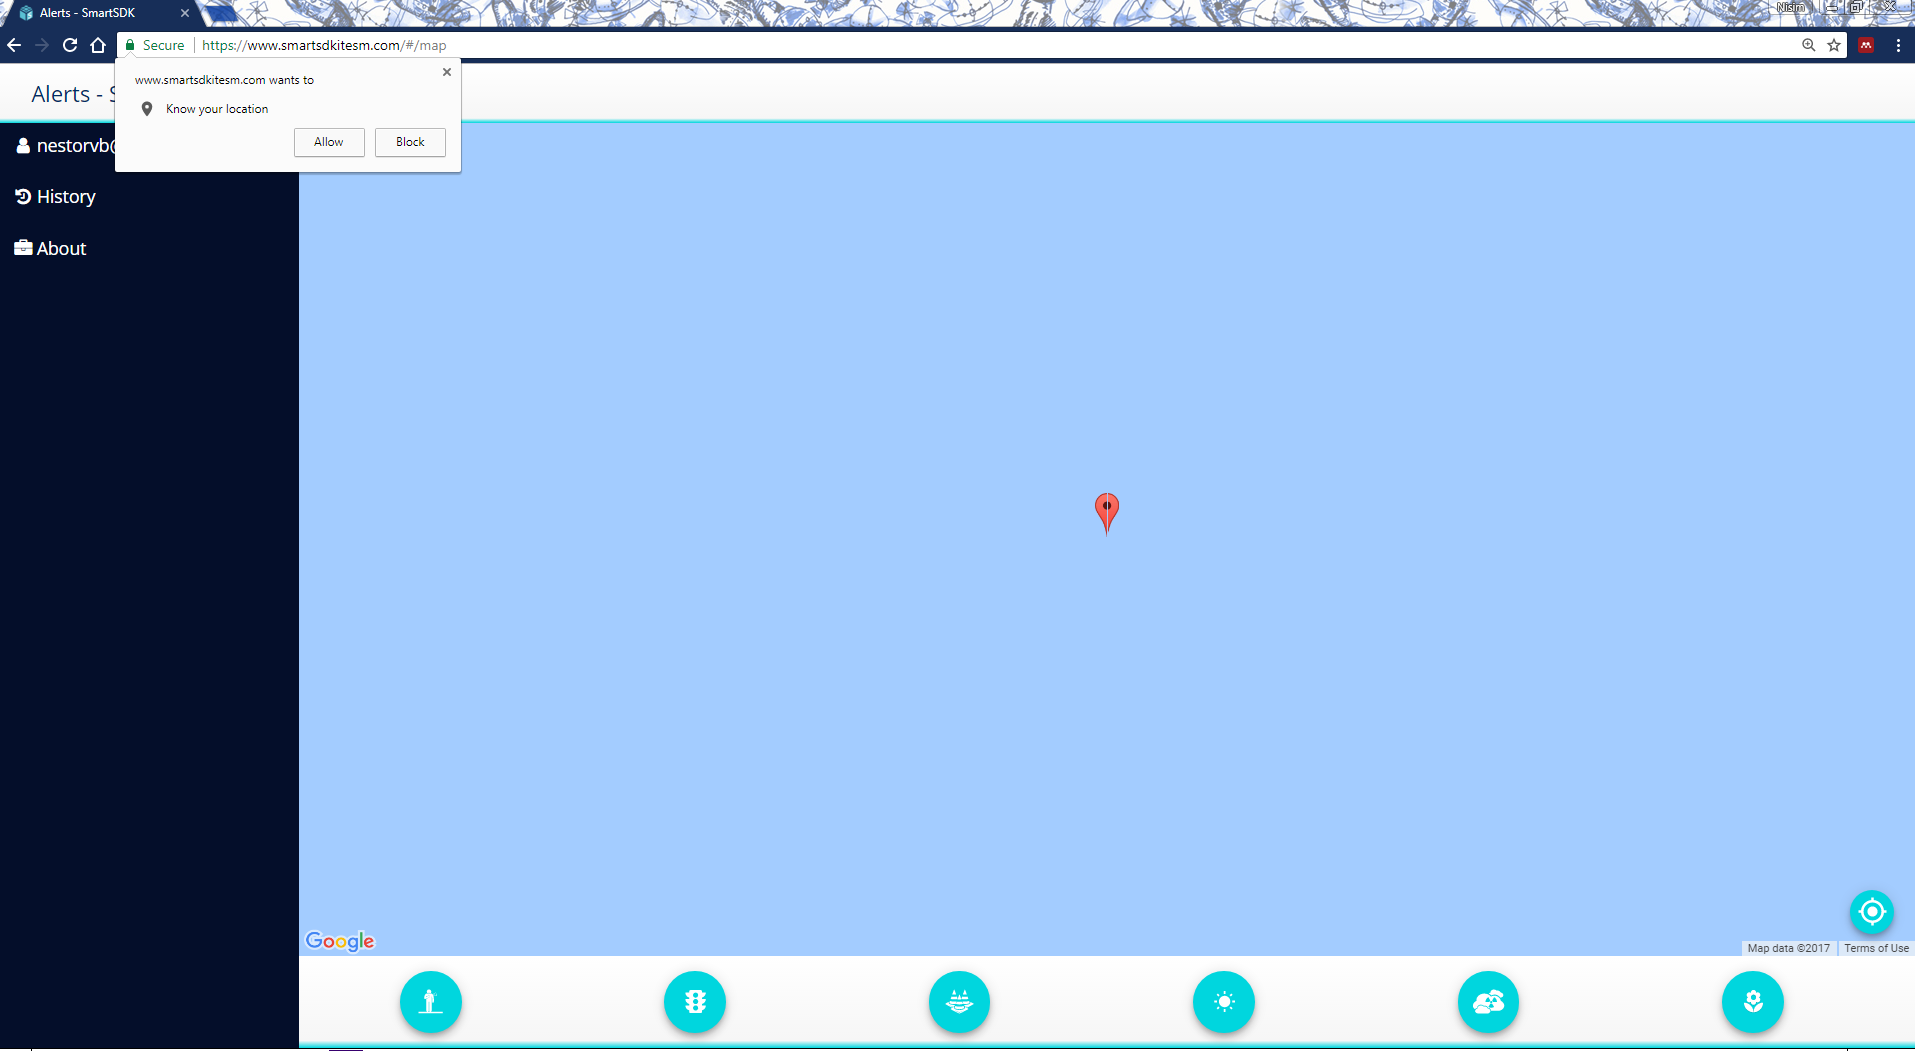 Alerts - SmartSDK
Nisim
Secure
https://www.smartsdkitesm.com/#/map
www.smartsdkitesm.com wants to
Know your location
Allow
Block
Alerts - S
nestorvb@
History
About
Google
Map data ©2017
Terms of Use